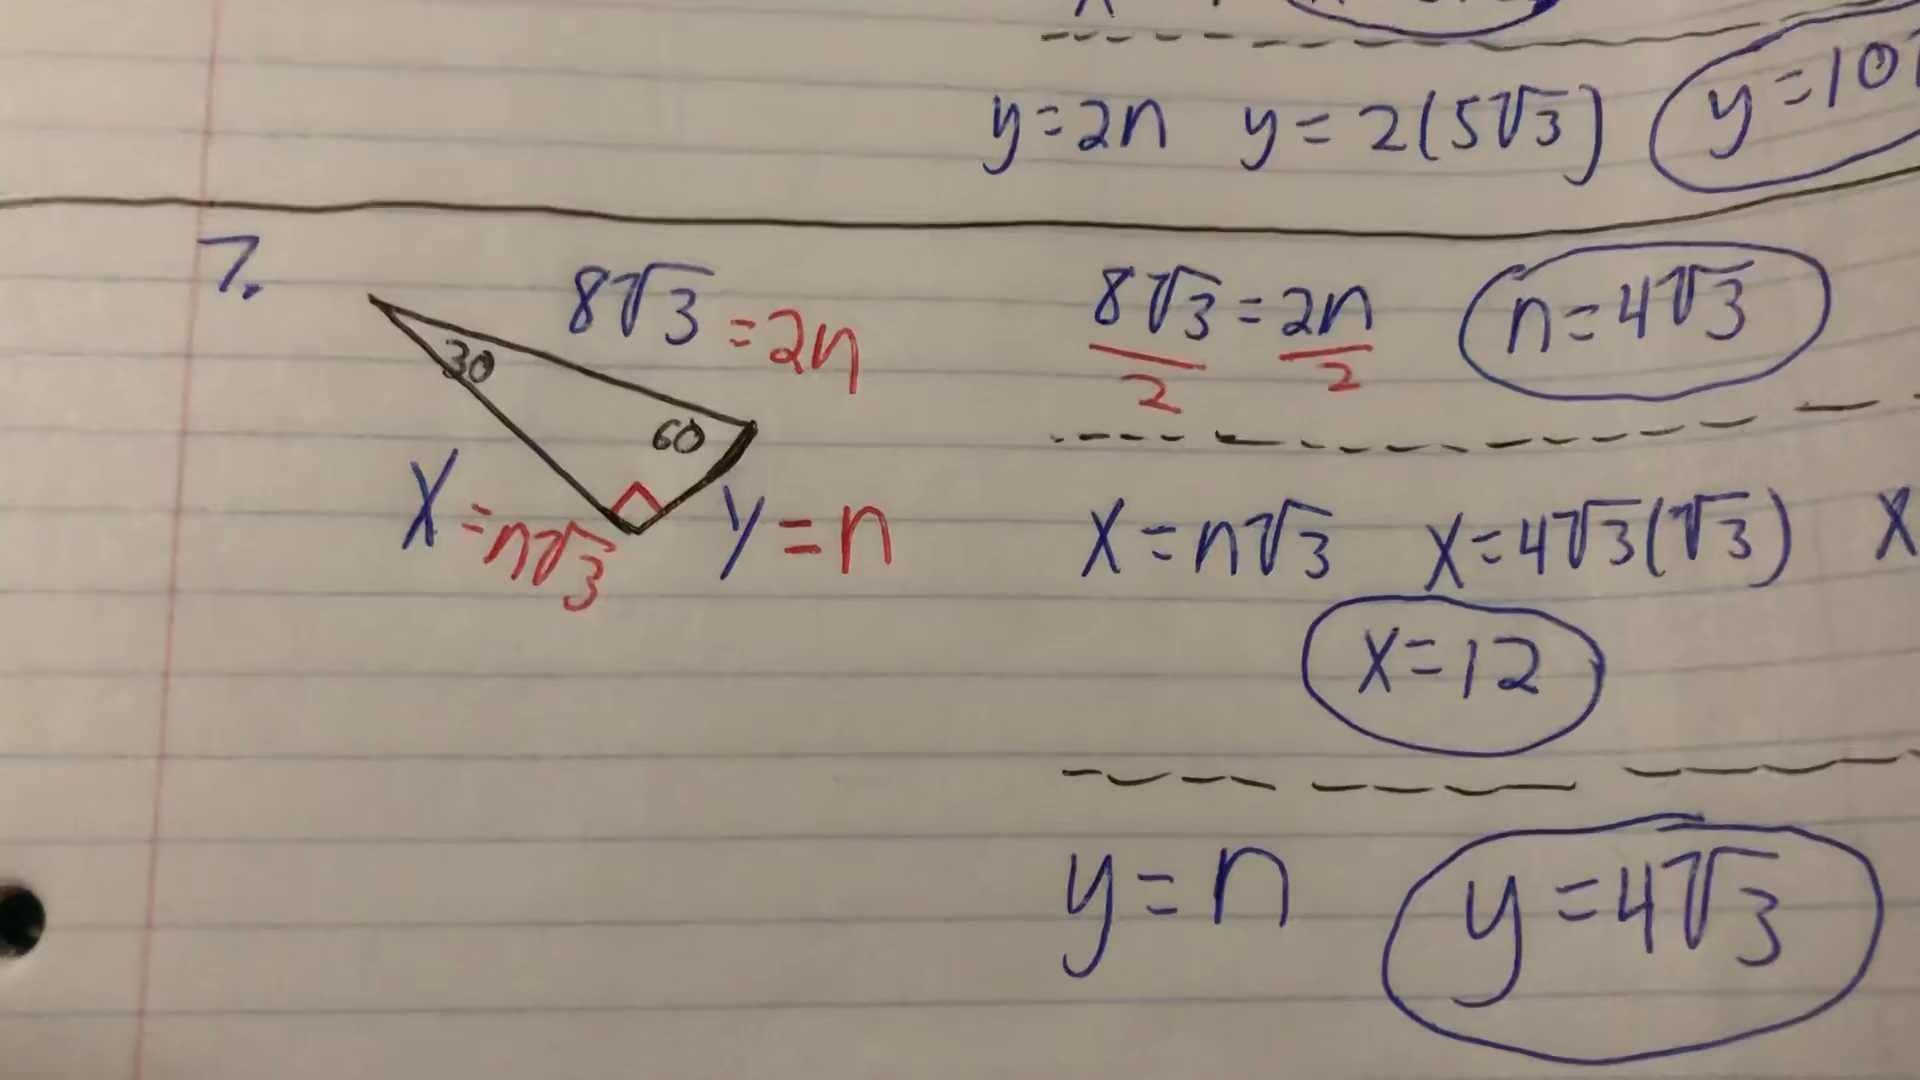 y=2n y=2(5√3) y=10
7.
8√3 =2n
30
60
X =n√3
y =n
8√3=2n
2 2
n=4√3
X=n√3 X=4√3(√3) X
X=12
y=n y=4√3